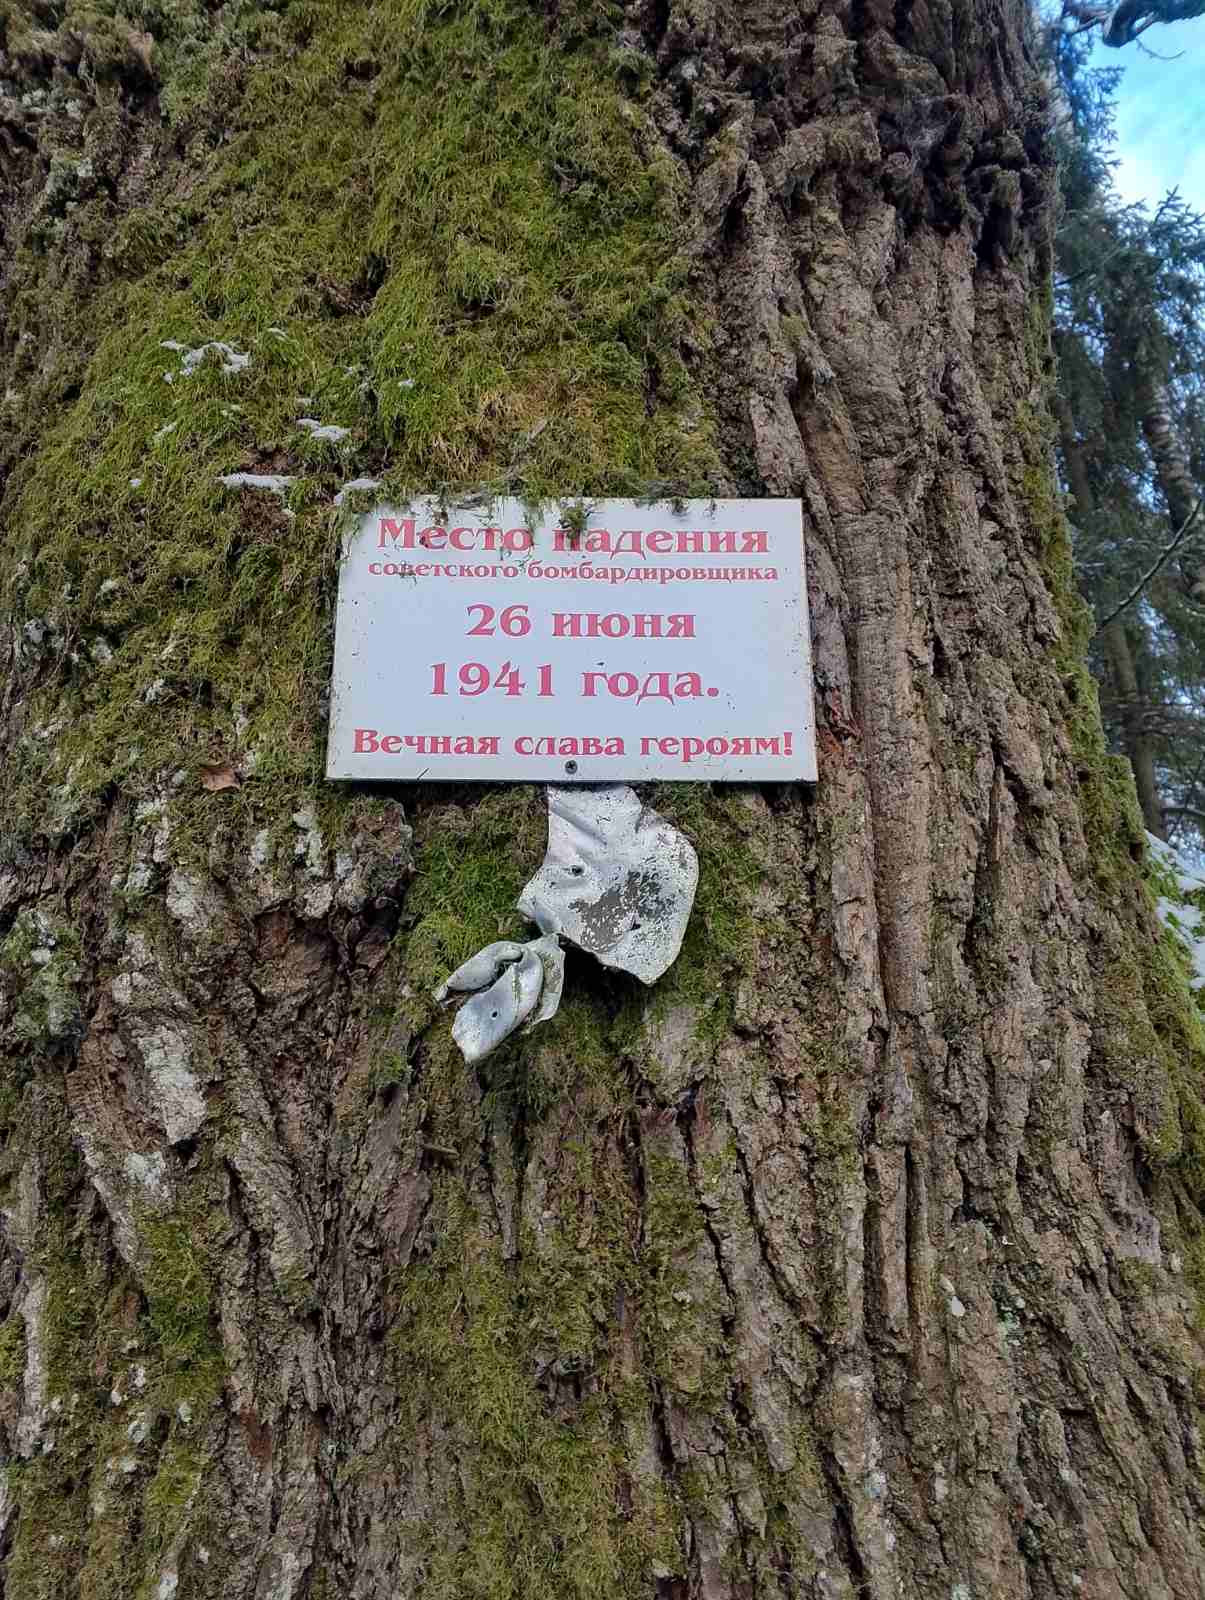 Место падения
советского бомбардировщика
26 июня
1941 года.
Вечная слава героям!